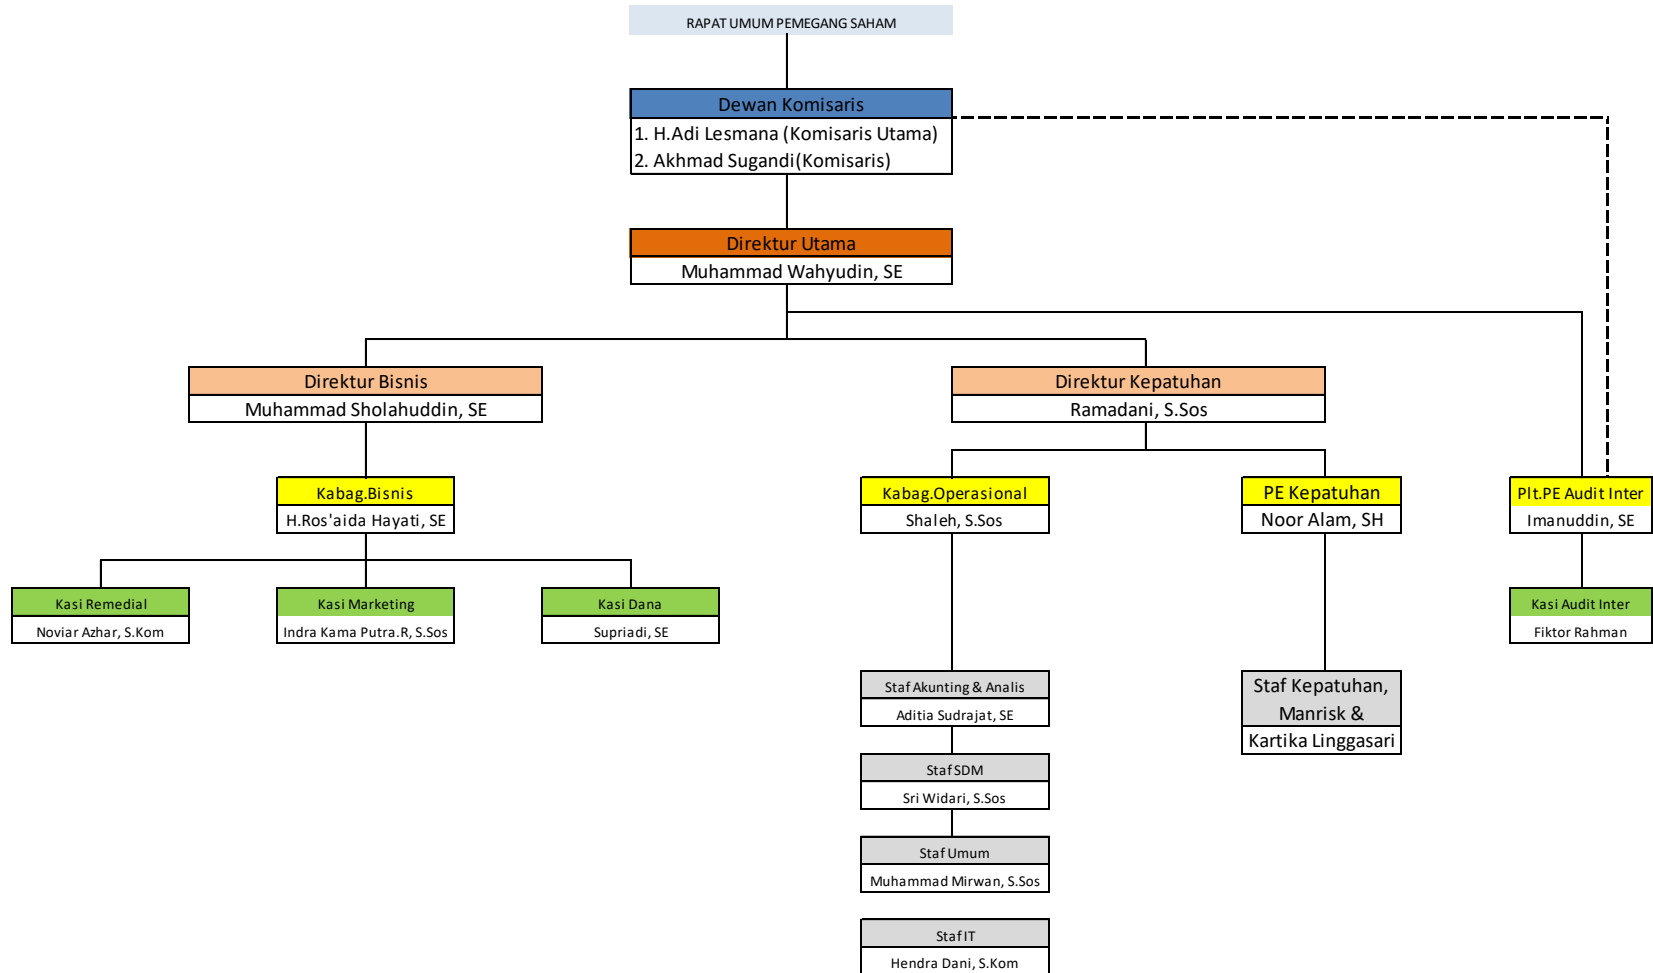 RAPAT UMUM PEMEGANG SAHAM
Dewan Komisaris
1. H.Adi Lesmana (Komisaris Utama)
2. Akhmad Sugandi(Komisaris)
Direktur Utama
Muhammad Wahyudin, SE
Direktur Bisnis
Muhammad Sholahuddin, SE
Direktur Kepatuhan
Ramadani, S.Sos
Kabag.Bisnis
H.Ros'aida Hayati, SE
Kabag.Operasional
Shaleh, S.Sos
PE Kepatuhan
Noor Alam, SH
Plt.PE Audit Inter
Imanuddin, SE
Kasi Remedial
Noviar Azhar, S.Kom
Kasi Marketing
Indra Kama Putra.R, S.Sos
Kasi Dana
Supriadi, SE
Kasi Audit Inter
Fiktor Rahman
Staf Akunting & Analis
Aditia Sudrajat, SE
Staf Kepatuhan,
Manrisk &
Kartika Linggasari
Staf SDM
Sri Widari, S.Sos
Staf Umum
Muhammad Mirwan, S.Sos
Staf IT
Hendra Dani, S.Kom